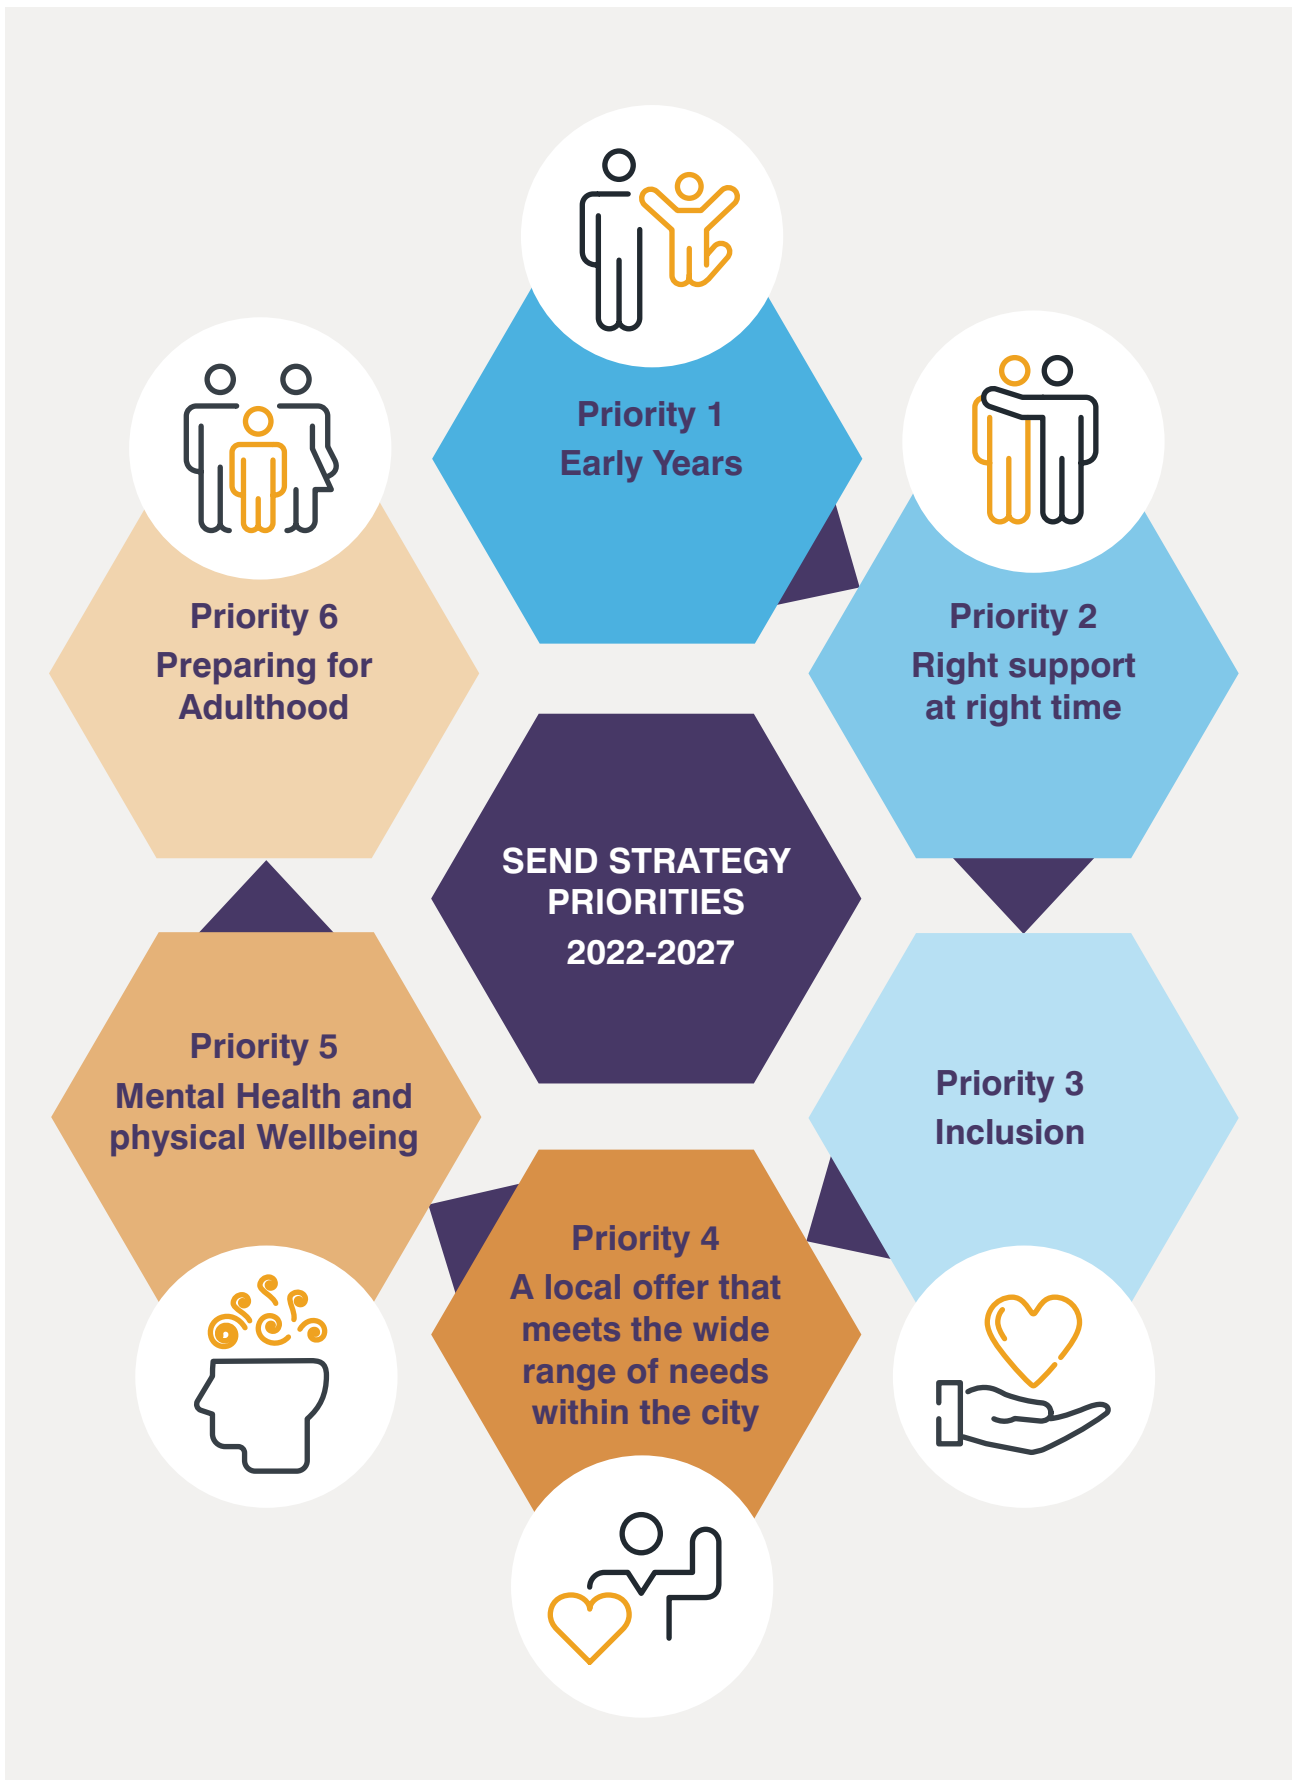 Priority 1
Early Years
Priority 2
Right support
at right time
Priority 3
Inclusion
Priority 4
A local offer that
meets the wide
range of needs
within the city
Priority 5
Mental Health and
physical Wellbeing
Priority 6
Preparing for
Adulthood
SEND STRATEGY
PRIORITIES
2022-2027